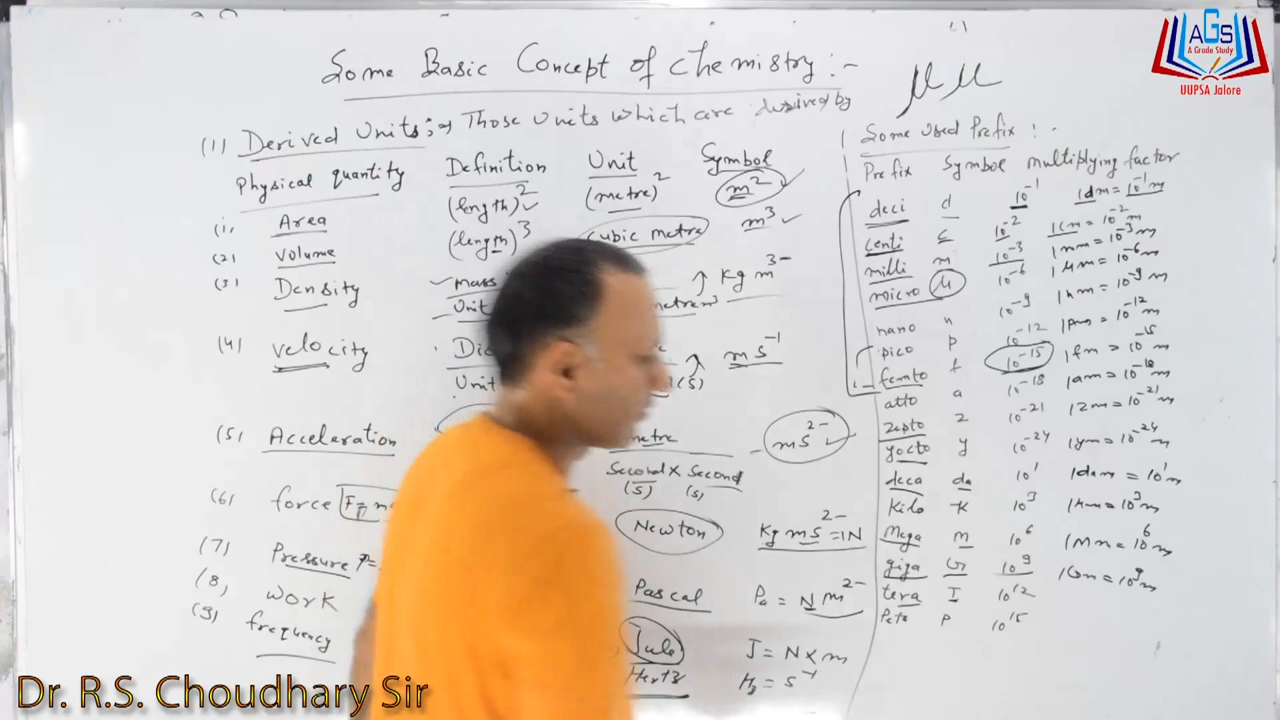 Some Basic Concept of chemistry :-
(1) Derived Units :→ Those Units which are derived by
Physical quantity Definition Unit Symbol
(1) Area (length)² (metre)² m²
(2) Volume (length)³ cubic metre m³
(3) Density mass Kg m³⁻
Unit
(4) velocity ms⁻¹
Unit (s)
(5) Acceleration metre ms²⁻
Second × Second
(s) (s)
(6) force Newton Kg ms²⁻ = 1N
(7) Pressure P= Pascal Pa = N m²⁻
(8) Work Jule J = N × m
(9) frequency Hertz Hz = s⁻¹
μ μ
Some Used Prefix :-
Prefix Symbol multiplying factor
deci d 10⁻¹ 1dm = 10⁻¹ m
centi c 10⁻² 1cm = 10⁻² m
milli m 10⁻³ 1mm = 10⁻³ m
micro μ 10⁻⁶ 1μm = 10⁻⁶ m
nano n 10⁻⁹ 1nm = 10⁻⁹ m
pico p 10⁻¹² 1pm = 10⁻¹² m
femto f 10⁻¹⁵ 1fm = 10⁻¹⁵ m
atto a 10⁻¹⁸ 1am = 10⁻¹⁸ m
zepto z 10⁻²¹ 1zm = 10⁻²¹ m
yocto y 10⁻²⁴ 1ym = 10⁻²⁴ m
deca da 10¹ 1dam = 10¹ m
Kilo K 10³ 1Km = 10³ m
Mega M 10⁶ 1Mm = 10⁶ m
giga G 10⁹ 1Gm = 10⁹ m
tera T 10¹²
Peta P 10¹⁵
AGS
A Grade Study
UUPSA Jalore
Dr. R.S. Choudhary Sir